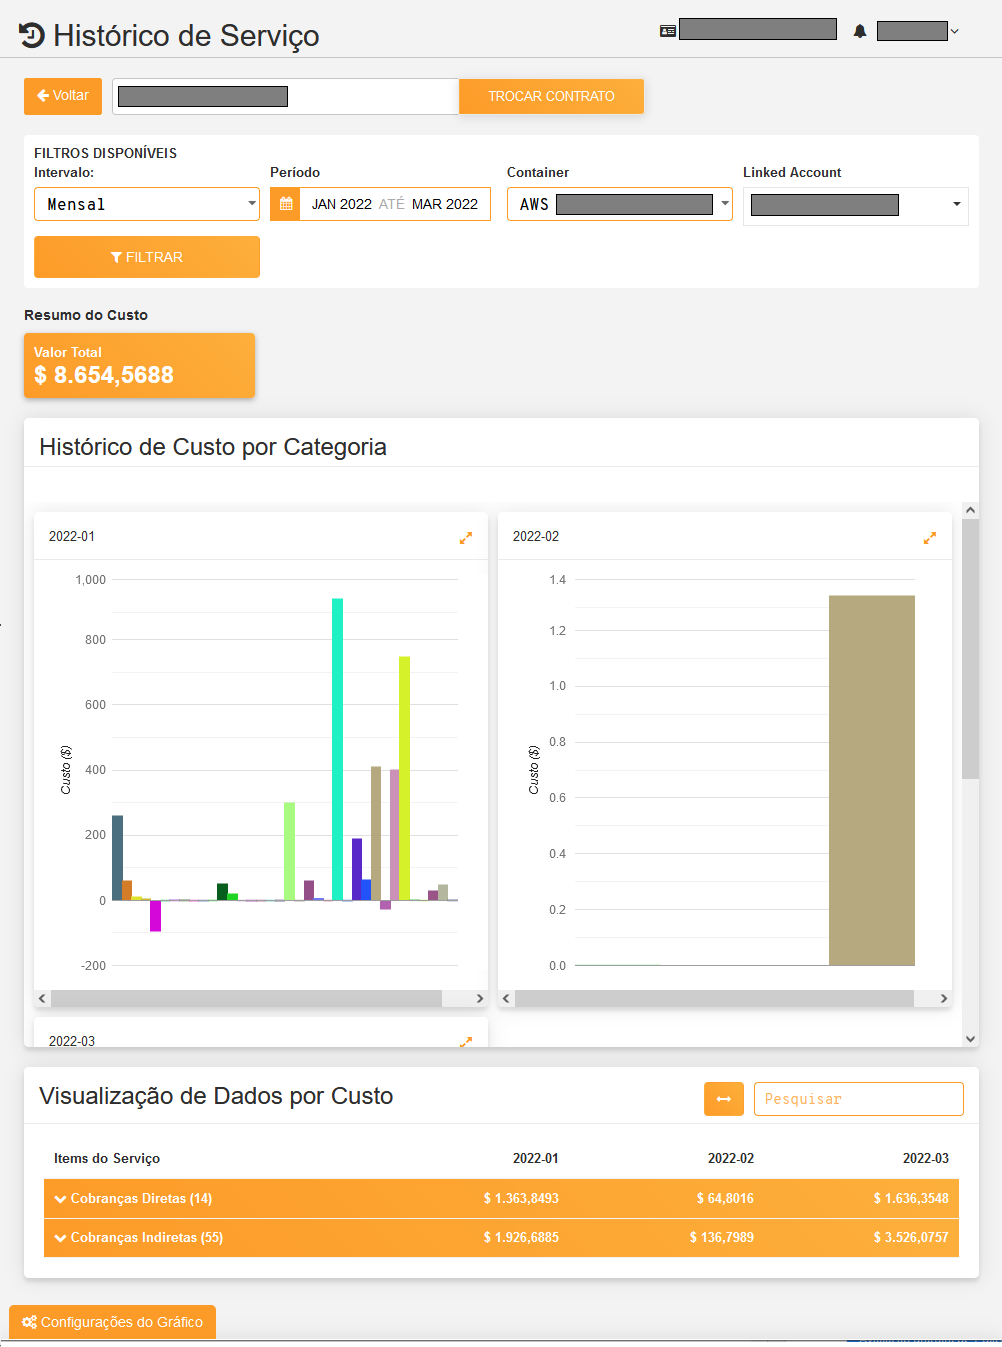 Histórico de Serviço
Voltar
TROCAR CONTRATO
FILTROS DISPONÍVEIS
Intervalo:
Período
Container
Linked Account
Mensal
JAN 2022 ATÉ MAR 2022
AWS
FILTRAR
Resumo do Custo
Valor Total
$ 8.654,5688
Histórico de Custo por Categoria
2022-01
1,000
800
600
400
200
0
-200
Custo ($)
2022-02
1.4
1.2
1.0
0.8
0.6
0.4
0.2
0.0
Custo ($)
2022-03
Visualização de Dados por Custo
Pesquisar
Items do Serviço 2022-01 2022-02 2022-03
Cobranças Diretas (14) $ 1.363,8493 $ 64,8016 $ 1.636,3548
Cobranças Indiretas (55) $ 1.926,6885 $ 136,7989 $ 3.526,0757
Configurações do Gráfico